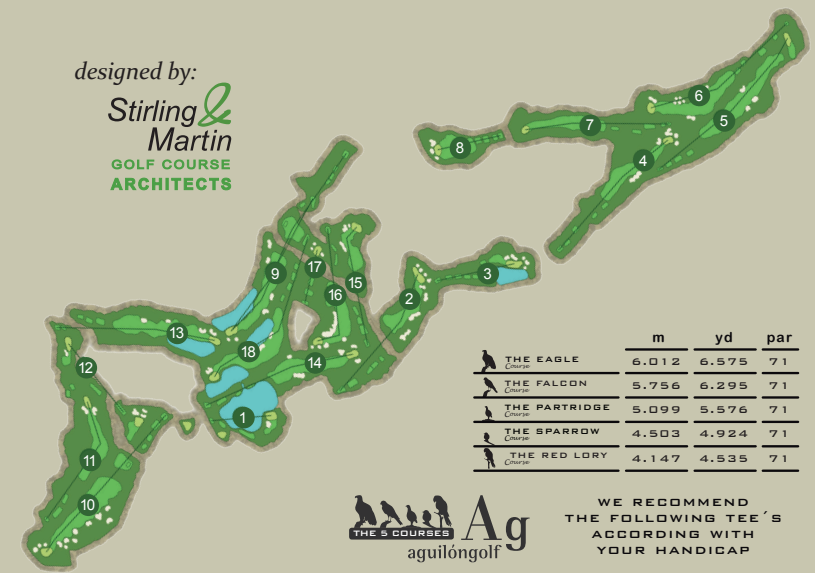 designed by:
Stirling &
Martin
GOLF COURSE
ARCHITECTS
6
7
5
8
4
17
9
3
15
16
2
13
18
14
12
1
11
10
m yd par
THE EAGLE Course 6.012 6.575 71
THE FALCON Course 5.756 6.295 71
THE PARTRIDGE Course 5.099 5.576 71
THE SPARROW Course 4.503 4.924 71
THE RED LORY Course 4.147 4.535 71
THE 5 COURSES
Ag
aguilóngolf
WE RECOMMEND
THE FOLLOWING TEE´S
ACCORDING WITH
YOUR HANDICAP